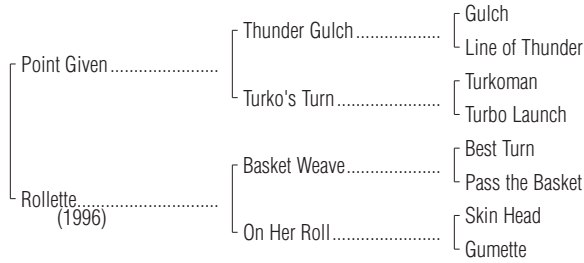 Gulch
Thunder Gulch..................
Line of Thunder
Point Given.......................
Turkoman
Turko's Turn.......................
Turbo Launch
Best Turn
Basket Weave.....................
Pass the Basket
Rollette..............................
(1996)
Skin Head
On Her Roll........................
Gumette